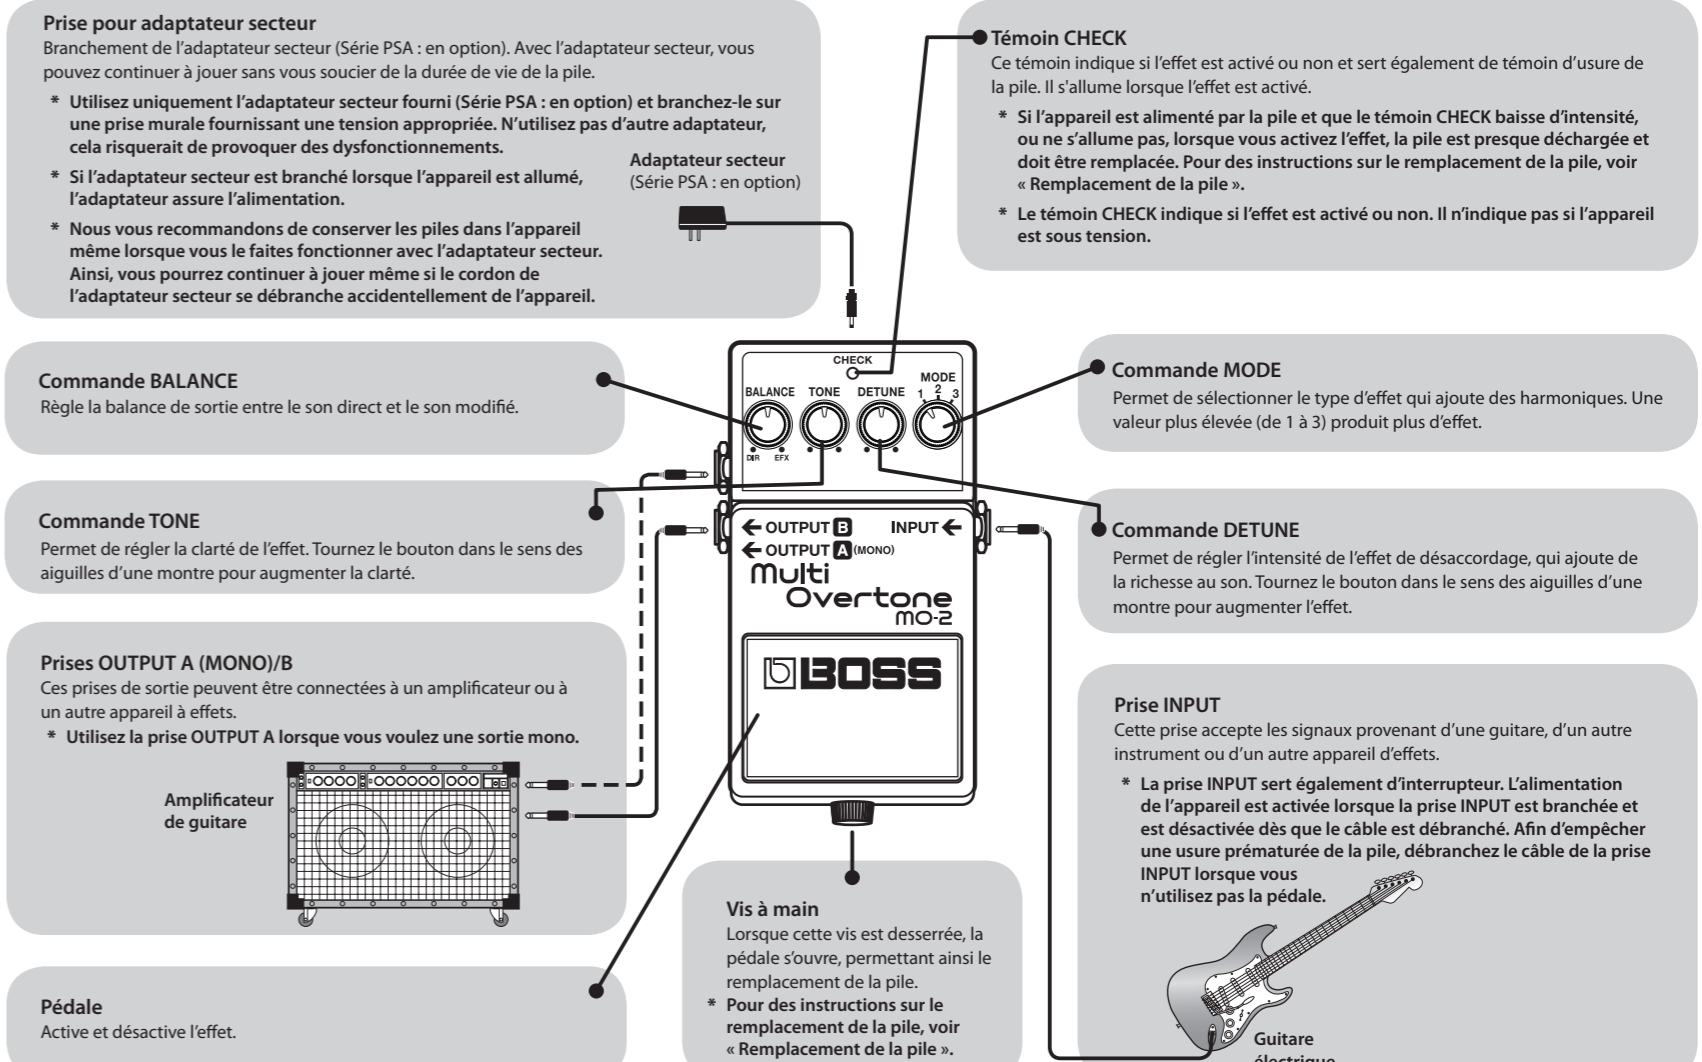 Prise pour adaptateur secteur
Branchement de l'adaptateur secteur (Série PSA : en option). Avec l'adaptateur secteur, vous
pouvez continuer à jouer sans vous soucier de la durée de vie de la pile.
* Utilisez uniquement l'adaptateur secteur fourni (Série PSA : en option) et branchez-le sur
une prise murale fournissant une tension appropriée. N'utilisez pas d'autre adaptateur,
cela risquerait de provoquer des dysfonctionnements.
* Si l'adaptateur secteur est branché lorsque l'appareil est allumé,
l'adaptateur assure l'alimentation.
* Nous vous recommandons de conserver les piles dans l'appareil
même lorsque vous le faites fonctionner avec l'adaptateur secteur.
Ainsi, vous pourrez continuer à jouer même si le cordon de
l'adaptateur secteur se débranche accidentellement de l'appareil.
Adaptateur secteur
(Série PSA : en option)
Témoin CHECK
Ce témoin indique si l'effet est activé ou non et sert également de témoin d'usure de
la pile. Il s'allume lorsque l'effet est activé.
* Si l'appareil est alimenté par la pile et que le témoin CHECK baisse d'intensité,
ou ne s'allume pas, lorsque vous activez l'effet, la pile est presque déchargée et
doit être remplacée. Pour des instructions sur le remplacement de la pile, voir
« Remplacement de la pile ».
* Le témoin CHECK indique si l'effet est activé ou non. Il n'indique pas si l'appareil
est sous tension.
Commande BALANCE
Règle la balance de sortie entre le son direct et le son modifié.
Commande TONE
Permet de régler la clarté de l'effet. Tournez le bouton dans le sens des
aiguilles d'une montre pour augmenter la clarté.
Prises OUTPUT A (MONO)/B
Ces prises de sortie peuvent être connectées à un amplificateur ou à
un autre appareil à effets.
* Utilisez la prise OUTPUT A lorsque vous voulez une sortie mono.
Amplificateur
de guitare
Pédale
Active et désactive l'effet.
CHECK
BALANCE TONE DETUNE MODE
1 2 3
DIR EFX
OUTPUT B INPUT
OUTPUT A (MONO)
Multi
Overtone
MO-2
BOSS
Vis à main
Lorsque cette vis est desserrée, la
pédale s'ouvre, permettant ainsi le
remplacement de la pile.
* Pour des instructions sur le
remplacement de la pile, voir
« Remplacement de la pile ».
Commande MODE
Permet de sélectionner le type d'effet qui ajoute des harmoniques. Une
valeur plus élevée (de 1 à 3) produit plus d'effet.
Commande DETUNE
Permet de régler l'intensité de l'effet de désaccordage, qui ajoute de
la richesse au son. Tournez le bouton dans le sens des aiguilles d'une
montre pour augmenter l'effet.
Prise INPUT
Cette prise accepte les signaux provenant d'une guitare, d'un autre
instrument ou d'un autre appareil d'effets.
* La prise INPUT sert également d'interrupteur. L'alimentation
de l'appareil est activée lorsque la prise INPUT est branchée et
est désactivée dès que le câble est débranché. Afin d'empêcher
une usure prématurée de la pile, débranchez le câble de la prise
INPUT lorsque vous
n'utilisez pas la pédale.
Guitare
électrique